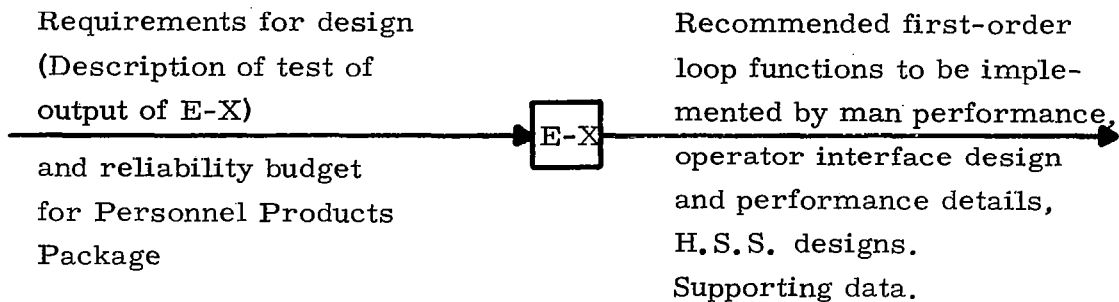 Requirements for design
(Description of test of
output of E-X)
and reliability budget
for Personnel Products
Package
E-X
Recommended first-order
loop functions to be imple-
mented by man performance,
operator interface design
and performance details,
H.S.S. designs.
Supporting data.